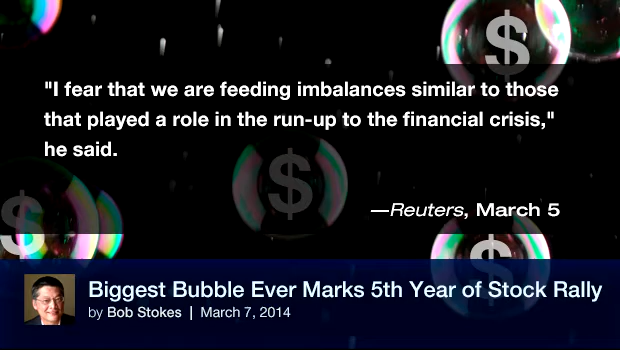 "I fear that we are feeding imbalances similar to those
that played a role in the run-up to the financial crisis,"
he said.
—Reuters, March 5
Biggest Bubble Ever Marks 5th Year of Stock Rally
by Bob Stokes | March 7, 2014
$
$
$
$